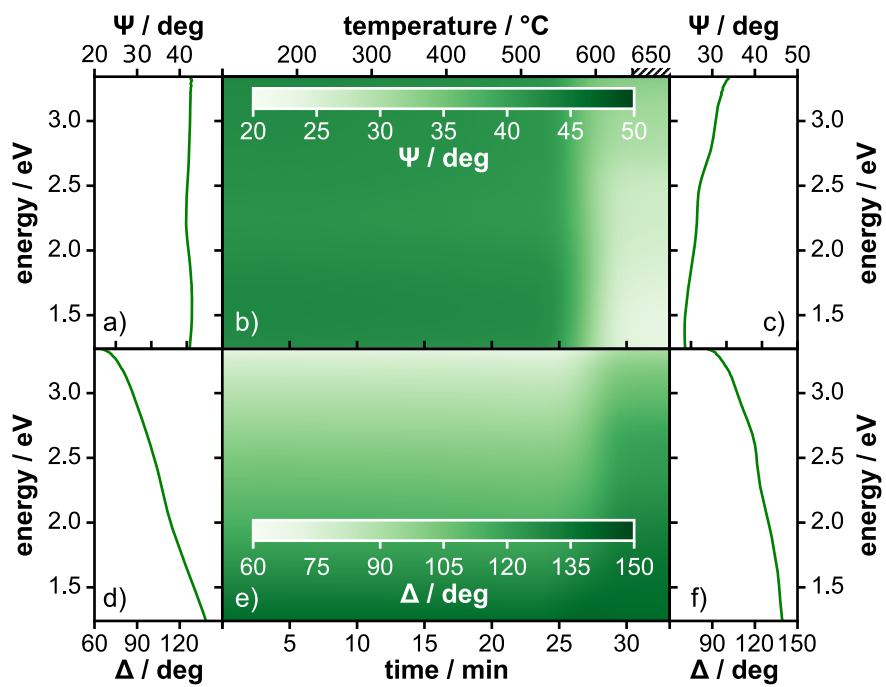 Ψ / deg temperature / °C Ψ / deg
20 30 40 200 300 400 500 600 650 30 40 50
energy / eV 3.0 2.5 2.0 1.5
a)
20 25 30 35 40 45 50
Ψ / deg
b)
c)
3.0 2.5 2.0 1.5 energy / eV
energy / eV 3.0 2.5 2.0 1.5
d)
60 75 90 105 120 135 150
Δ / deg
e)
f)
3.0 2.5 2.0 1.5 energy / eV
60 90 120 5 10 15 20 25 30 90 120 150
Δ / deg time / min Δ / deg